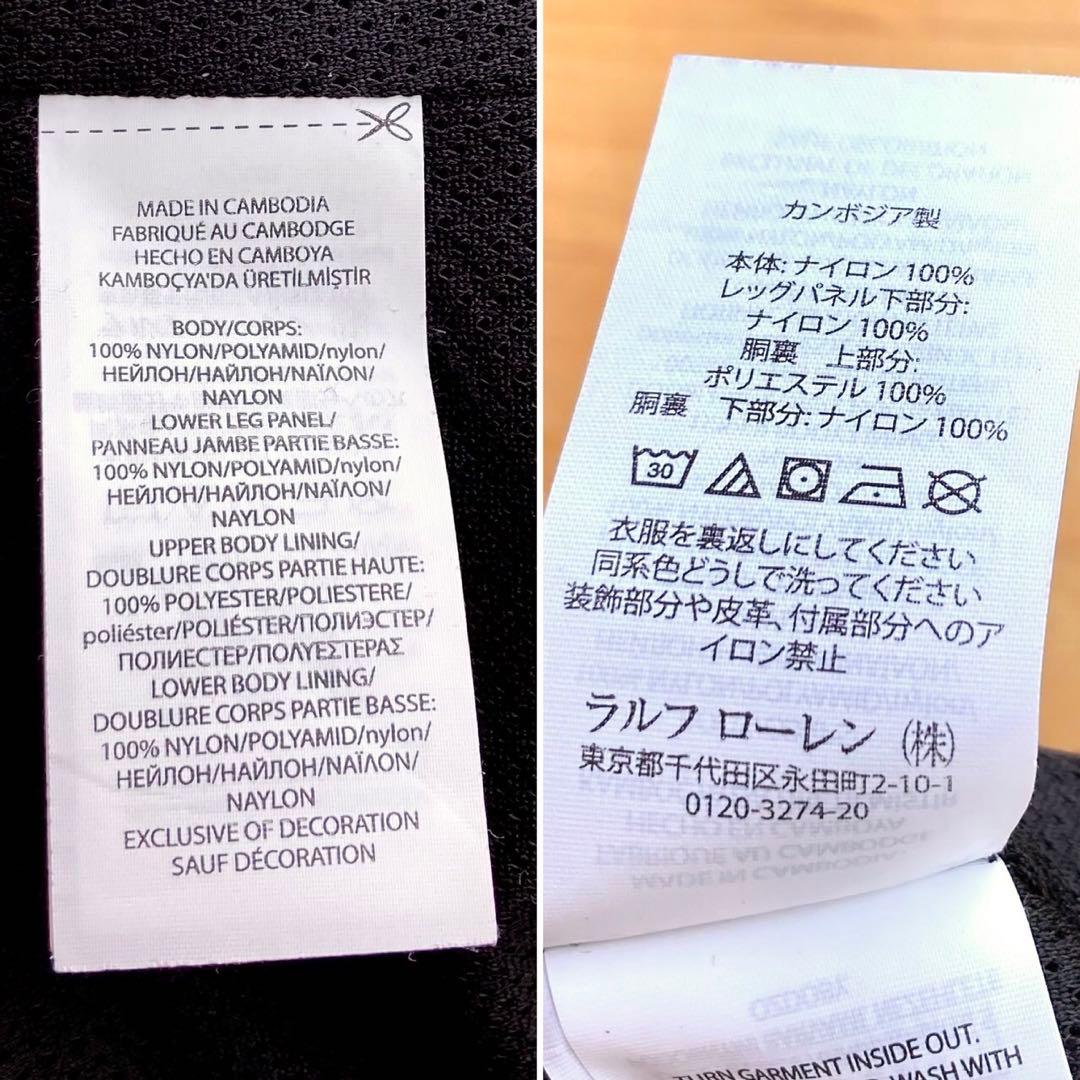 MADE IN CAMBODIA
FABRIQUÉ AU CAMBODGE
HECHO EN CAMBOYA
KAMBOÇYA'DA ÜRETİLMİŞTİR
BODY/CORPS:
100% NYLON/POLYAMID/nylon/
НЕЙЛОН/НАЙЛОН/ΝΑΪΛΟΝ/
NAYLON
LOWER LEG PANEL/
PANNEAU JAMBE PARTIE BASSE:
100% NYLON/POLYAMID/nylon/
НЕЙЛОН/НАЙЛОН/ΝΑΪΛΟΝ/
NAYLON
UPPER BODY LINING/
DOUBLURE CORPS PARTIE HAUTE:
100% POLYESTER/POLIESTERE/
poliéster/POLIÉSTER/ПОЛИЭСТЕР/
ПОЛИЕСТЕР/ΠΟΛΥΕΣΤΕΡΑΣ
LOWER BODY LINING/
DOUBLURE CORPS PARTIE BASSE:
100% NYLON/POLYAMID/nylon/
НЕЙЛОН/НАЙЛОН/ΝΑΪΛΟΝ/
NAYLON
EXCLUSIVE OF DECORATION
SAUF DÉCORATION
カンボジア製
本体: ナイロン 100%
レッグパネル下部分:
ナイロン 100%
胴裏 上部分:
ポリエステル 100%
胴裏 下部分: ナイロン 100%
30
衣服を裏返しにしてください
同系色どうしで洗ってください
装飾部分や皮革、付属部分へのア
イロン禁止
ラルフ ローレン (株)
東京都千代田区永田町2-10-1
0120-3274-20
TURN GARMENT INSIDE OUT.
WASH WITH